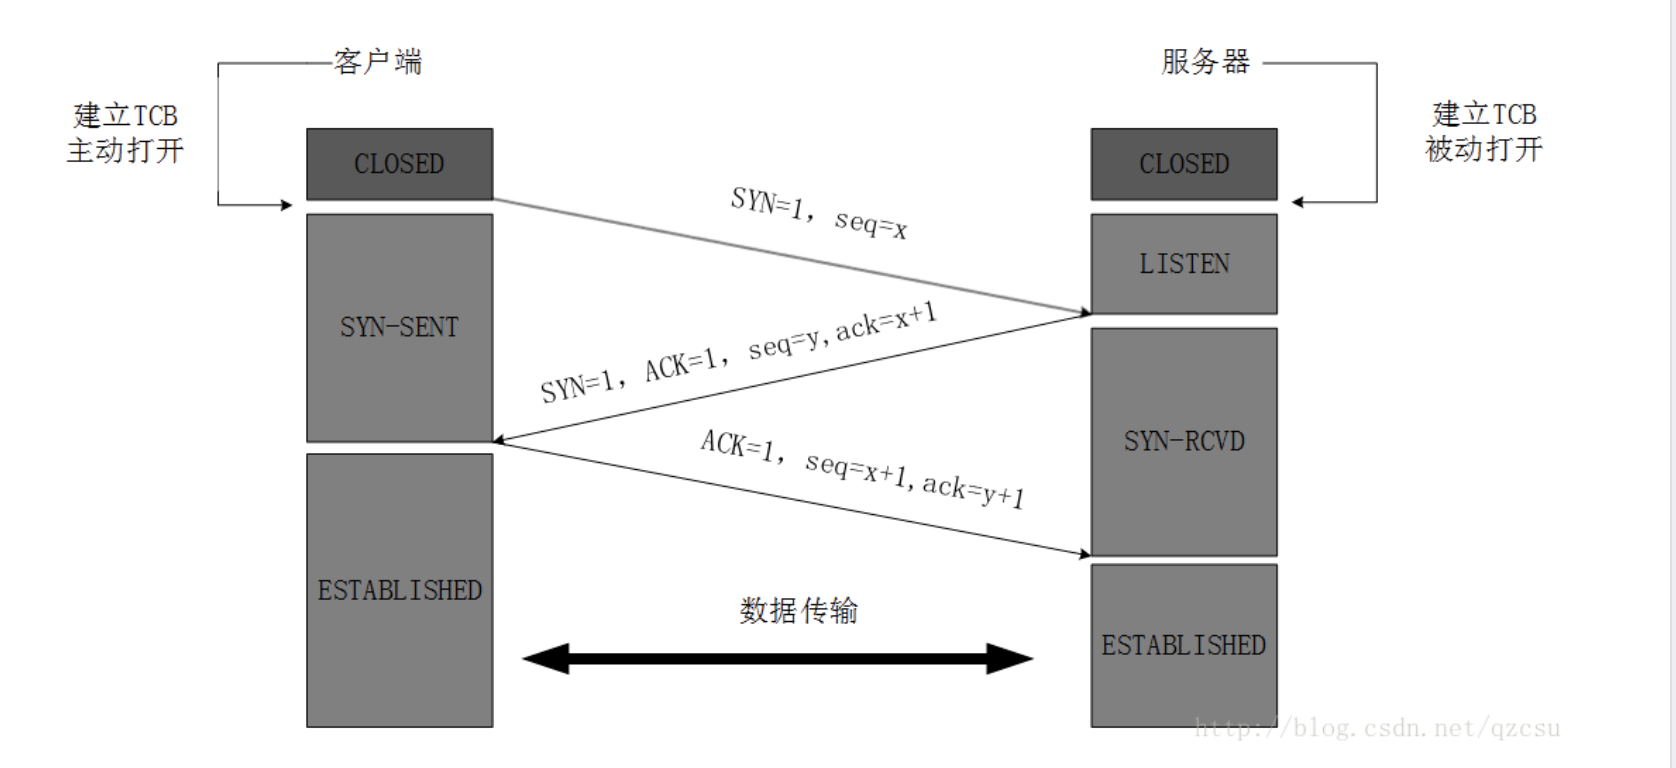 客户端
服务器
建立TCB
主动打开
建立TCB
被动打开
CLOSED
CLOSED
SYN=1, seq=x
LISTEN
SYN-SENT
SYN=1, ACK=1, seq=y,ack=x+1
ACK=1, seq=x+1,ack=y+1
SYN-RCVD
ESTABLISHED
数据传输
ESTABLISHED
http://blog.csdn.net/qzcsu